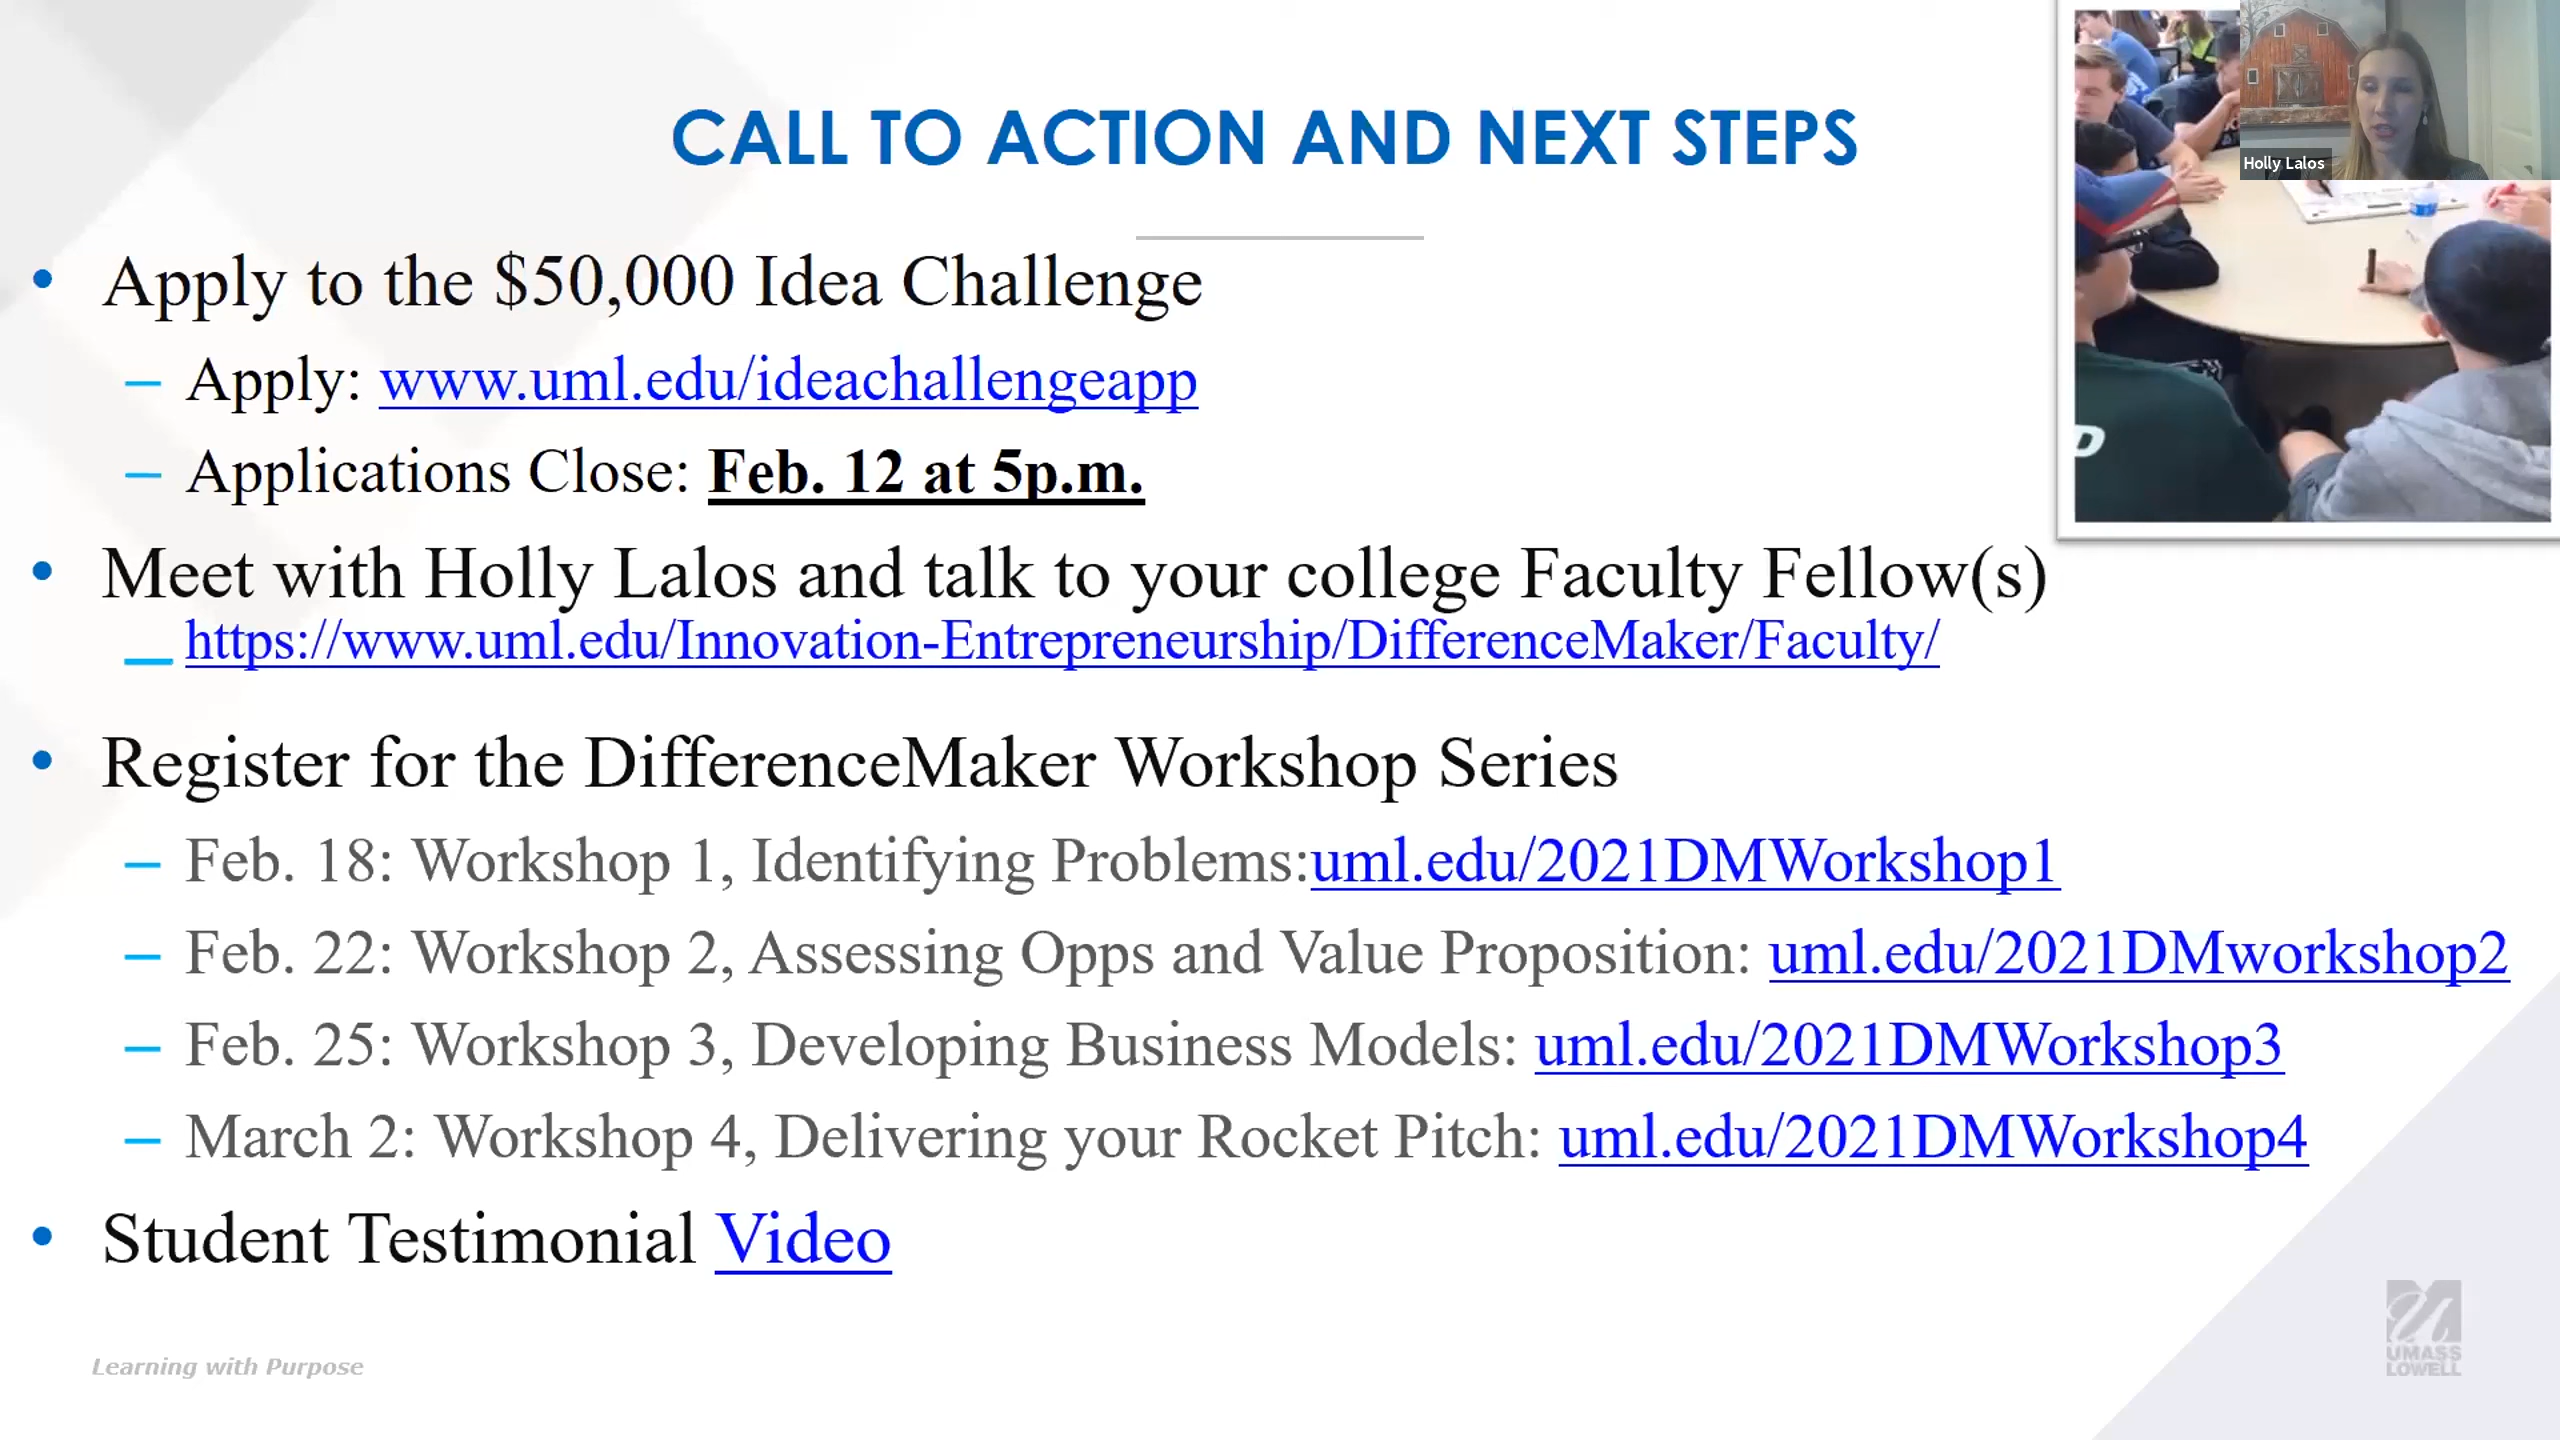 CALL TO ACTION AND NEXT STEPS
Holly Lalos
• Apply to the $50,000 Idea Challenge
– Apply: www.uml.edu/ideachallengeapp
– Applications Close: Feb. 12 at 5p.m.
• Meet with Holly Lalos and talk to your college Faculty Fellow(s)
– https://www.uml.edu/Innovation-Entrepreneurship/DifferenceMaker/Faculty/
• Register for the DifferenceMaker Workshop Series
– Feb. 18: Workshop 1, Identifying Problems:uml.edu/2021DMWorkshop1
– Feb. 22: Workshop 2, Assessing Opps and Value Proposition: uml.edu/2021DMworkshop2
– Feb. 25: Workshop 3, Developing Business Models: uml.edu/2021DMWorkshop3
– March 2: Workshop 4, Delivering your Rocket Pitch: uml.edu/2021DMWorkshop4
• Student Testimonial Video
Learning with Purpose
UMASS
LOWELL